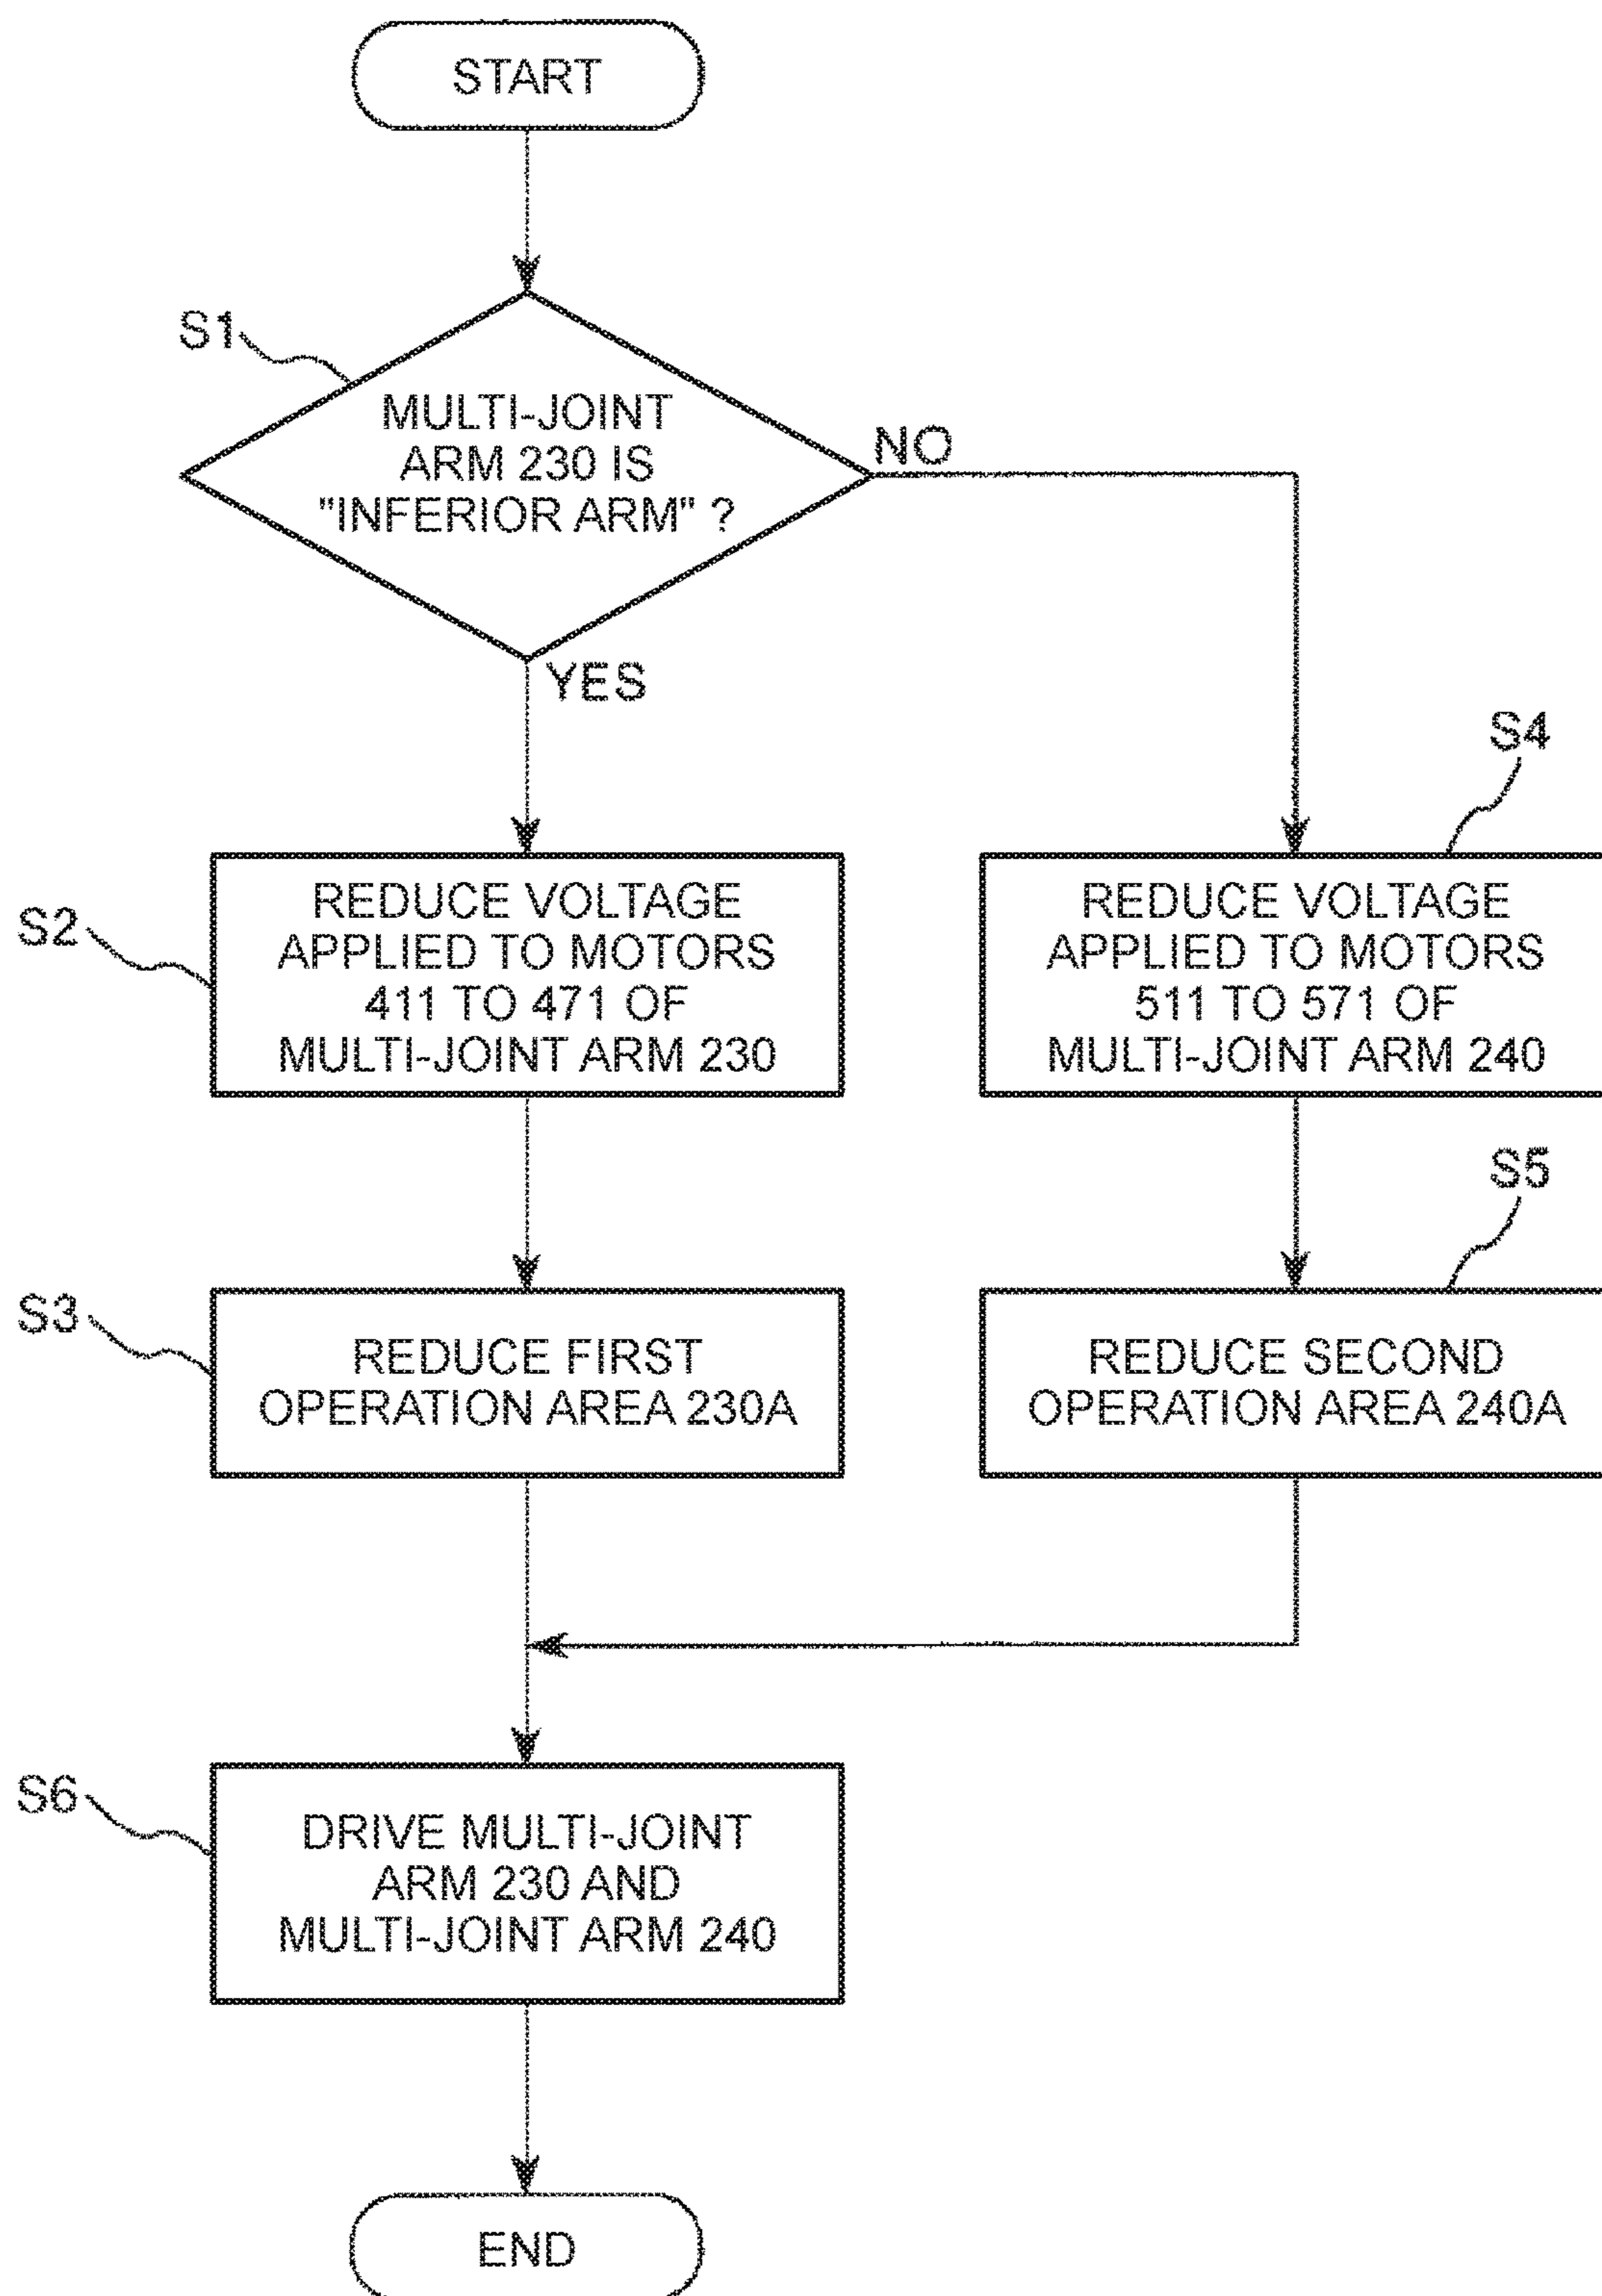 START
S1
MULTI-JOINT
ARM 230 IS
"INFERIOR ARM" ?
NO
YES
S2
REDUCE VOLTAGE
APPLIED TO MOTORS
411 TO 471 OF
MULTI-JOINT ARM 230
S4
REDUCE VOLTAGE
APPLIED TO MOTORS
511 TO 571 OF
MULTI-JOINT ARM 240
S3
REDUCE FIRST
OPERATION AREA 230A
S5
REDUCE SECOND
OPERATION AREA 240A
S6
DRIVE MULTI-JOINT
ARM 230 AND
MULTI-JOINT ARM 240
END